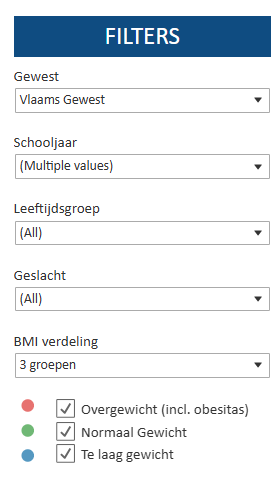 FILTERS
Gewest
Vlaams Gewest
Schooljaar
(Multiple values)
Leeftijdsgroep
(All)
Geslacht
(All)
BMI verdeling
3 groepen
Overgewicht (incl. obesitas)
Normaal Gewicht
Te laag gewicht